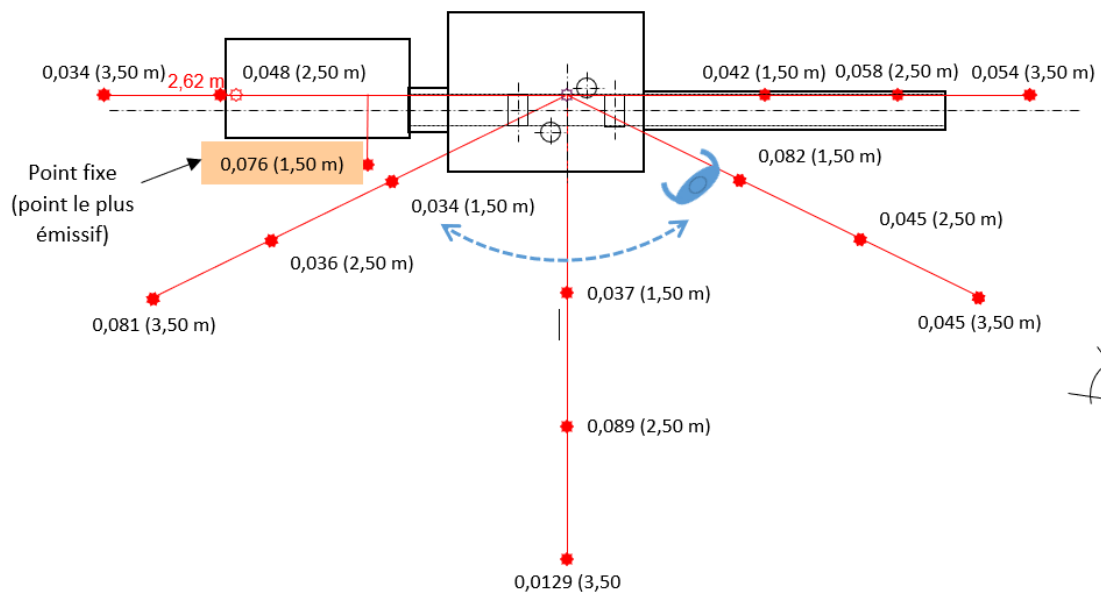 0,034 (3,50 m)
2,62 m
0,048 (2,50 m)
0,042 (1,50 m)
0,058 (2,50 m)
0,054 (3,50 m)
Point fixe
(point le plus
émissif)
0,076 (1,50 m)
0,082 (1,50 m)
0,034 (1,50 m)
0,045 (2,50 m)
0,036 (2,50 m)
0,037 (1,50 m)
0,081 (3,50 m)
0,045 (3,50 m)
0,089 (2,50 m)
0,0129 (3,50